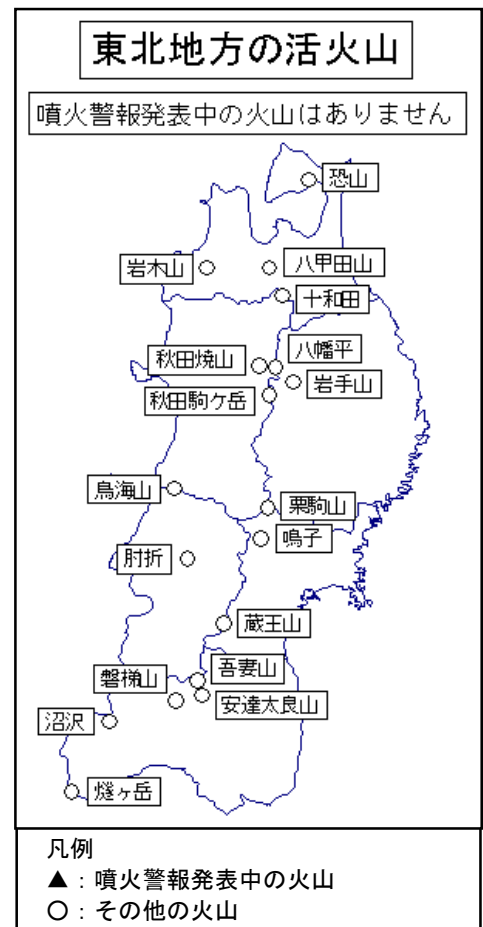 東北地方の活火山
噴火警報発表中の火山はありません
恐山
岩木山
八甲田山
十和田
八幡平
秋田焼山
岩手山
秋田駒ケ岳
鳥海山
栗駒山
鳴子
肘折
蔵王山
吾妻山
磐梯山
安達太良山
沼沢
燧ヶ岳
凡例
▲：噴火警報発表中の火山
○：その他の火山